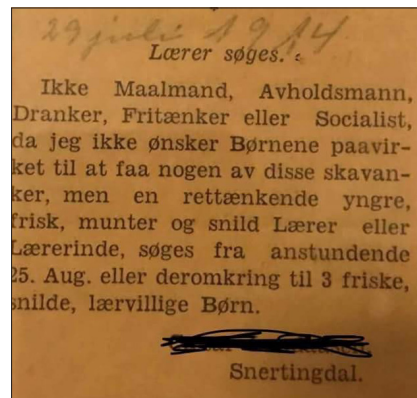 29 juli 1914.
Lærer søges.
Ikke Maalmand, Avholdsmann,
Dranker, Fritænker eller Socialist,
da jeg ikke ønsker Børnene paavir-
ket til at faa nogen av disse skavan-
ker, men en rettænkende yngre,
frisk, munter og snild Lærer eller
Lærerinde, søges fra anstundende
25. Aug. eller deromkring til 3 friske,
snilde, lærvillige Børn.
Snertingdal.